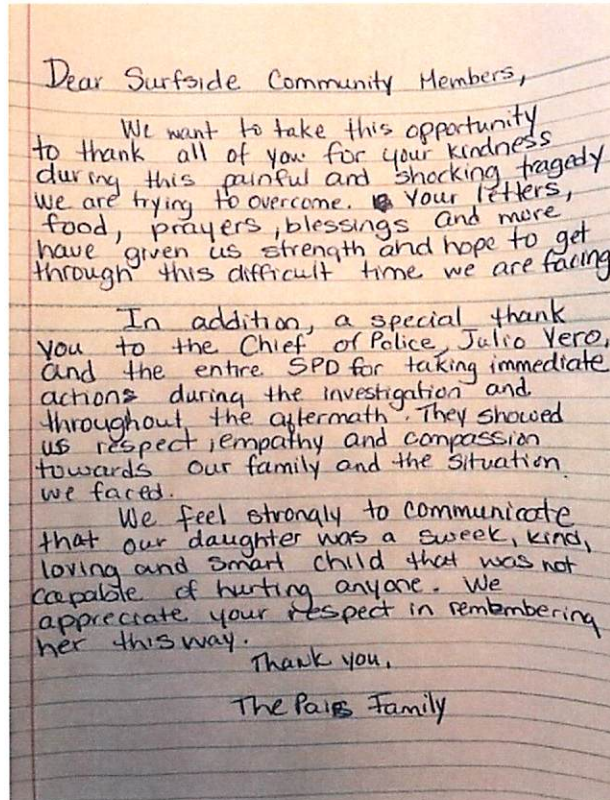 Dear Surfside Community Members,
We want to take this opportunity
to thank all of you for your kindness
during this painful and shocking tragedy
we are trying to overcome. Your letters,
food, prayers, blessings and more
have given us strength and hope to get
through this difficult time we are facing
In addition, a special thank
you to the Chief of Police, Julio Yero,
and the entire SPD for taking immediate
actions during the investigation and
throughout the aftermath. They showed
us respect, empathy and compassion
towards our family and the situation
we faced.
We feel strongly to communicate
that our daughter was a sweek, kind,
loving and smart child that was not
capable of hurting anyone. We
appreciate your respect in remembering
her this way.
Thank you,
The Family